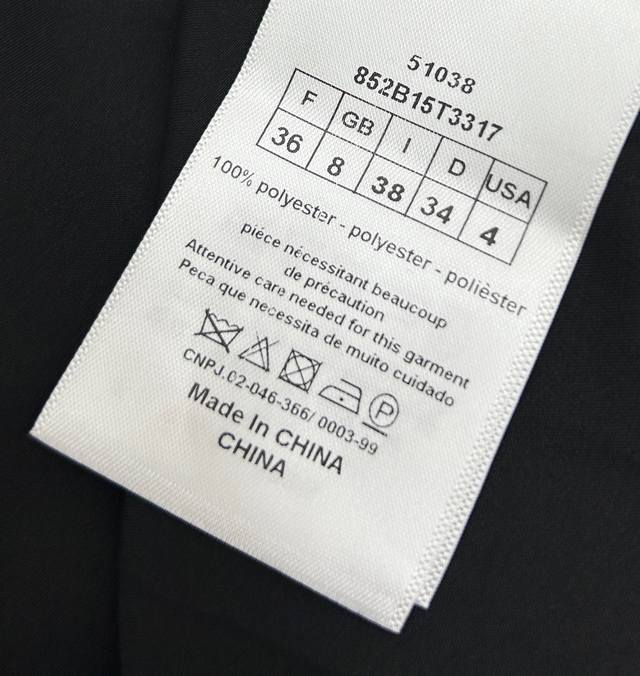 51038
852B15T3317
F GB I D USA
36 8 38 34 4
100% polyester - polyester - polièster
pièce nécessitant beaucoup
de précaution
Attentive care needed for this garment
Peca que necessita de muito cuidado
P
CNPJ.02-046-366/ 0003-99
Made In CHINA
CHINA